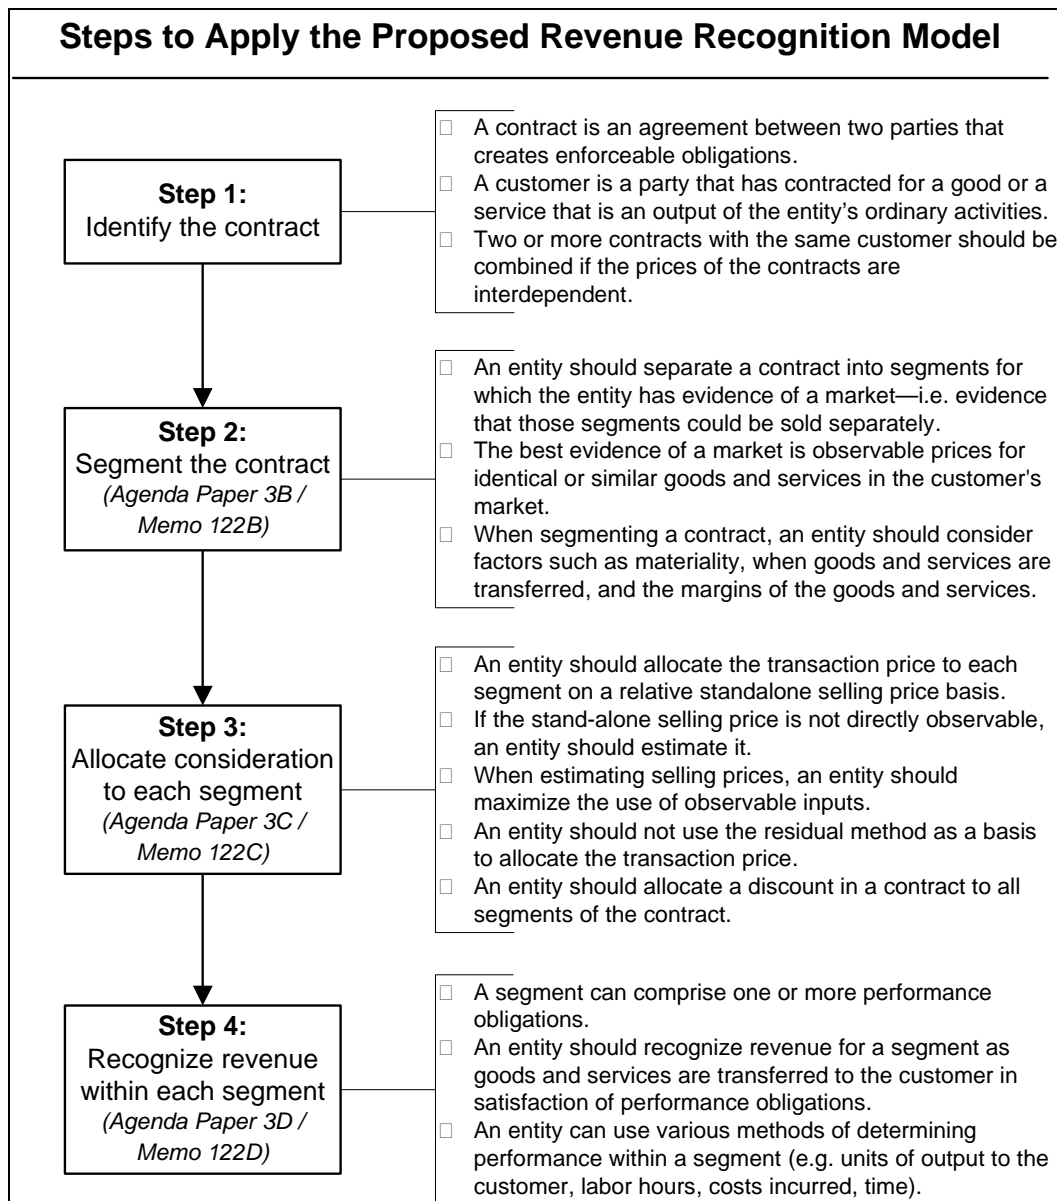 Steps to Apply the Proposed Revenue Recognition Model
Step 1:
Identify the contract
A contract is an agreement between two parties that
creates enforceable obligations.
A customer is a party that has contracted for a good or a
service that is an output of the entity's ordinary activities.
Two or more contracts with the same customer should be
combined if the prices of the contracts are
interdependent.
Step 2:
Segment the contract
(Agenda Paper 3B /
Memo 122B)
An entity should separate a contract into segments for
which the entity has evidence of a market—i.e. evidence
that those segments could be sold separately.
The best evidence of a market is observable prices for
identical or similar goods and services in the customer's
market.
When segmenting a contract, an entity should consider
factors such as materiality, when goods and services are
transferred, and the margins of the goods and services.
Step 3:
Allocate consideration
to each segment
(Agenda Paper 3C /
Memo 122C)
An entity should allocate the transaction price to each
segment on a relative standalone selling price basis.
If the stand-alone selling price is not directly observable,
an entity should estimate it.
When estimating selling prices, an entity should
maximize the use of observable inputs.
An entity should not use the residual method as a basis
to allocate the transaction price.
An entity should allocate a discount in a contract to all
segments of the contract.
Step 4:
Recognize revenue
within each segment
(Agenda Paper 3D /
Memo 122D)
A segment can comprise one or more performance
obligations.
An entity should recognize revenue for a segment as
goods and services are transferred to the customer in
satisfaction of performance obligations.
An entity can use various methods of determining
performance within a segment (e.g. units of output to the
customer, labor hours, costs incurred, time).